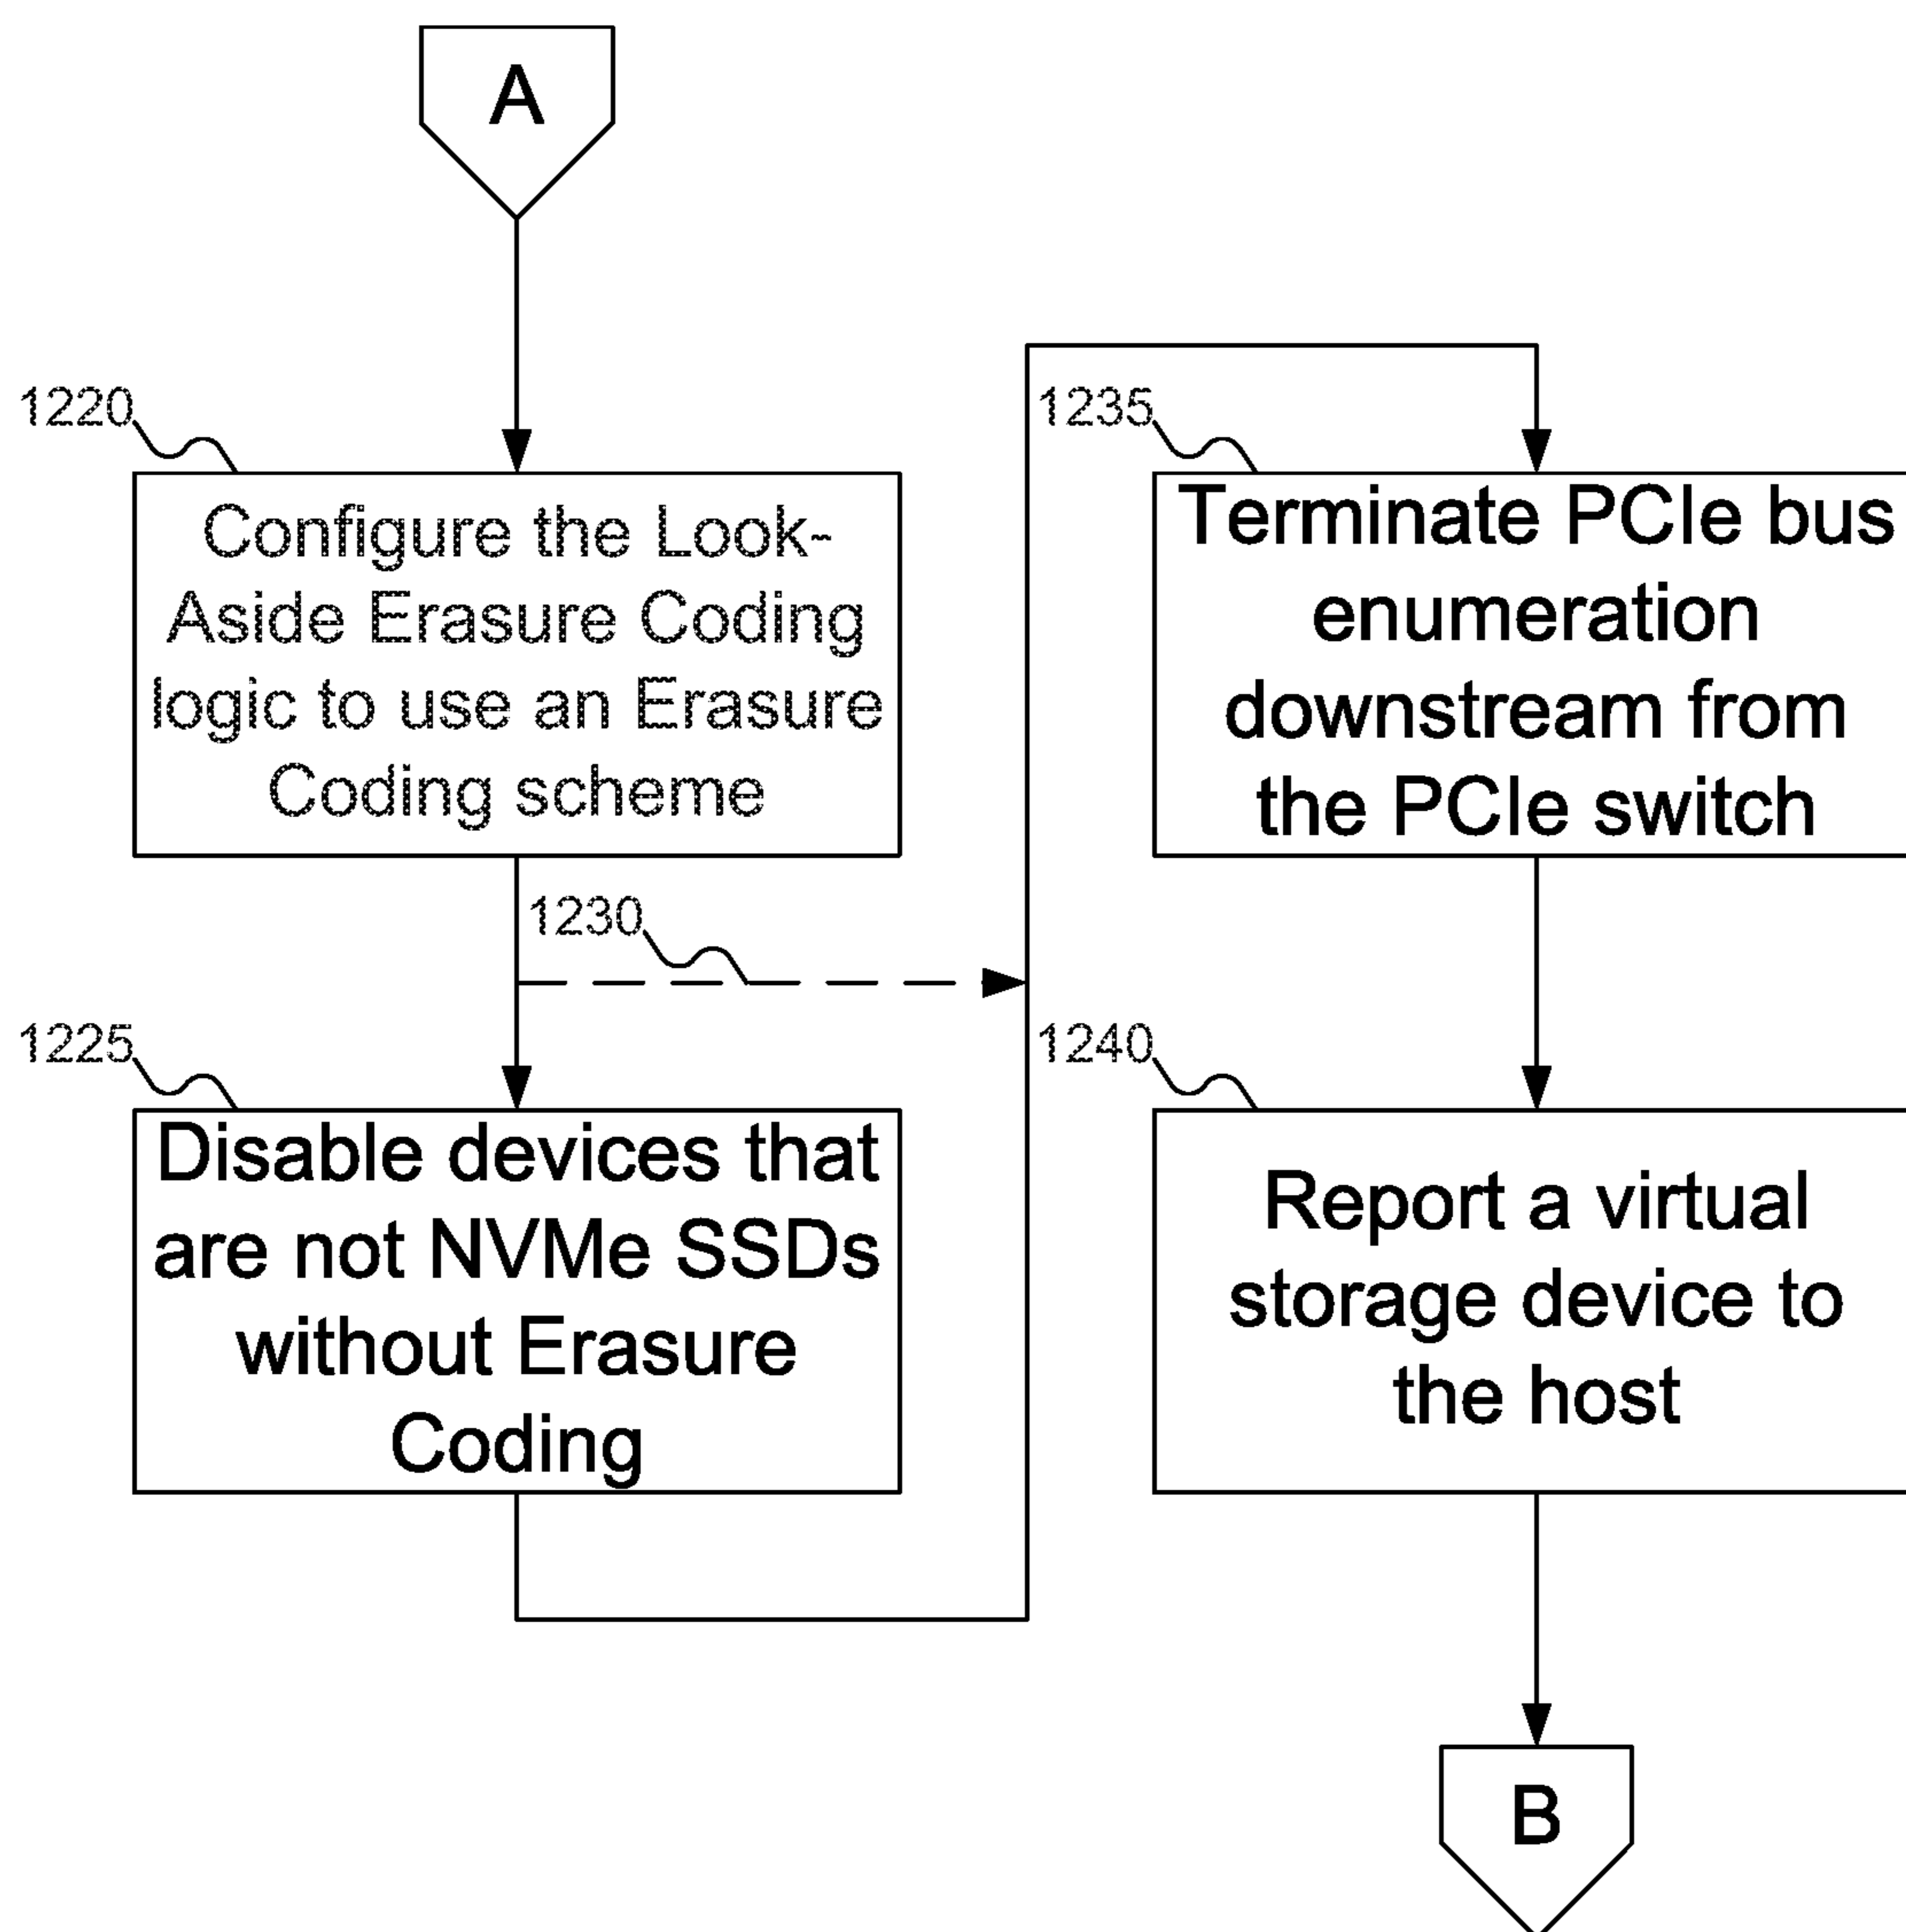 A
1220
Configure the Look-
Aside Erasure Coding
logic to use an Erasure
Coding scheme
1230
1225
Disable devices that
are not NVMe SSDs
without Erasure
Coding
1235
Terminate PCIe bus
enumeration
downstream from
the PCIe switch
1240
Report a virtual
storage device to
the host
B